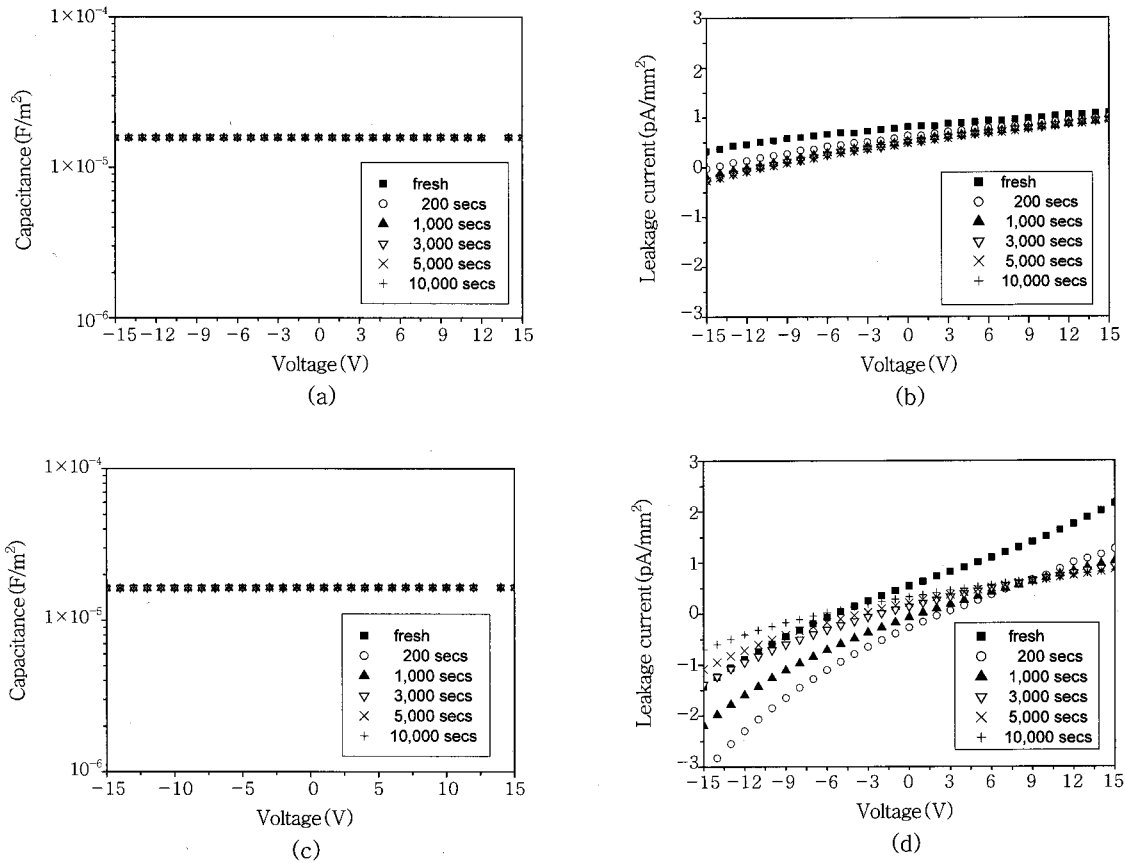 1×10⁻⁴
1×10⁻⁵
10⁻⁶
Capacitance(F/m²)
fresh
200 secs
1,000 secs
3,000 secs
5,000 secs
10,000 secs
−15 −12 −9 −6 −3 0 3 6 9 12 15
Voltage(V)
(a)
3
2
1
0
1
−2
−3
Leakage current(pA/mm²)
fresh
200 secs
1,000 secs
3,000 secs
5,000 secs
10,000 secs
−15 −12 −9 −6 −3 0 3 6 9 12 15
Voltage(V)
(b)
1×10⁻⁴
1×10⁻⁵
10⁻⁶
Capacitance(F/m²)
fresh
200 secs
1,000 secs
3,000 secs
5,000 secs
10,000 secs
−15 −10 −5 0 5 10 15
Voltage(V)
(c)
3
2
1
0
−1
−2
−3
Leakage current(pA/mm²)
fresh
200 secs
1,000 secs
3,000 secs
5,000 secs
10,000 secs
−15 −12 −9 −6 −3 0 3 6 9 12 15
Voltage(V)
(d)